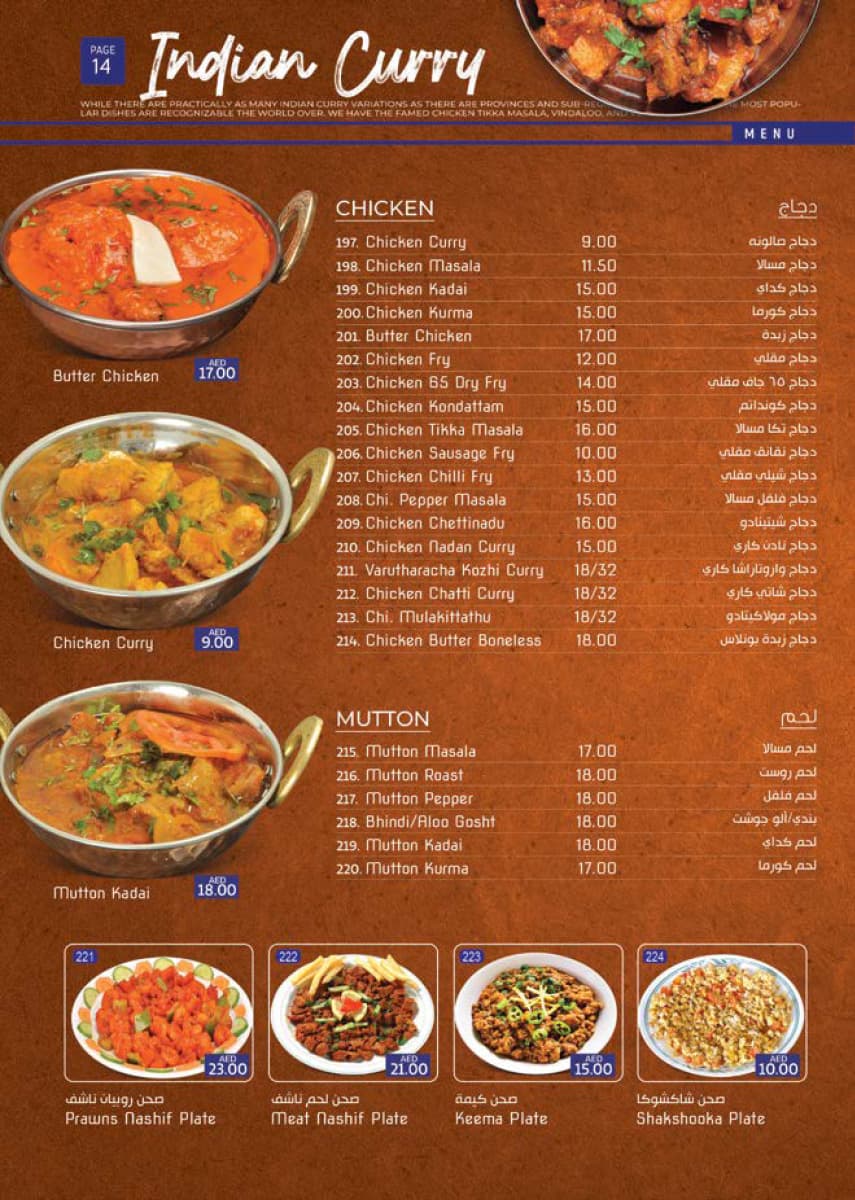 PAGE
14
Indian Curry
WHILE THERE ARE PRACTICALLY AS MANY INDIAN CURRY VARIATIONS AS THERE ARE PROVINCES AND SUB- MOST POPU-
LAR DISHES ARE RECOGNIZABLE THE WORLD OVER. WE HAVE THE FAMED CHICKEN TIKKA MASALA, VINDALOO, AND
MENU
CHICKEN دجاج
197. Chicken Curry 9.00 دجاج صالونه
198. Chicken Masala 11.50 دجاج مسالا
199. Chicken Kadai 15.00 دجاج كداي
200. Chicken Kurma 15.00 دجاج كورما
201. Butter Chicken 17.00 دجاج زبدة
202. Chicken Fry 12.00 دجاج مقلي
203. Chicken 65 Dry Fry 14.00 دجاج ٦٥ جاف مقلي
204. Chicken Kondattam 15.00 دجاج كونداتم
205. Chicken Tikka Masala 16.00 دجاج تكا مسالا
206. Chicken Sausage Fry 10.00 دجاج نقانق مقلي
207. Chicken Chilli Fry 13.00 دجاج شيلي مقلي
208. Chi. Pepper Masala 15.00 دجاج فلفل مسالا
209. Chicken Chettinadu 16.00 دجاج شيتينادو
210. Chicken Nadan Curry 15.00 دجاج نادن كاري
211. Varutharacha Kozhi Curry 18/32 دجاج واروتاراشا كاري
212. Chicken Chatti Curry 18/32 دجاج شاتي كاري
213. Chi. Mulakittathu 18/32 دجاج مولاكيتادو
214. Chicken Butter Boneless 18.00 دجاج زبدة بونلاس
Butter Chicken
AED
17.00
Chicken Curry
AED
9.00
MUTTON لحم
215. Mutton Masala 17.00 لحم مسالا
216. Mutton Roast 18.00 لحم روست
217. Mutton Pepper 18.00 لحم فلفل
218. Bhindi/Aloo Gosht 18.00 بندي/ألو جوشت
219. Mutton Kadai 18.00 لحم كداي
220. Mutton Kurma 17.00 لحم كورما
Mutton Kadai
AED
18.00
221
AED
23.00
صحن روبيان ناشف
Prawns Nashif Plate
222
AED
21.00
صحن لحم ناشف
Meat Nashif Plate
223
AED
15.00
صحن كيمة
Keema Plate
224
AED
10.00
صحن شاكشوكا
Shakshooka Plate